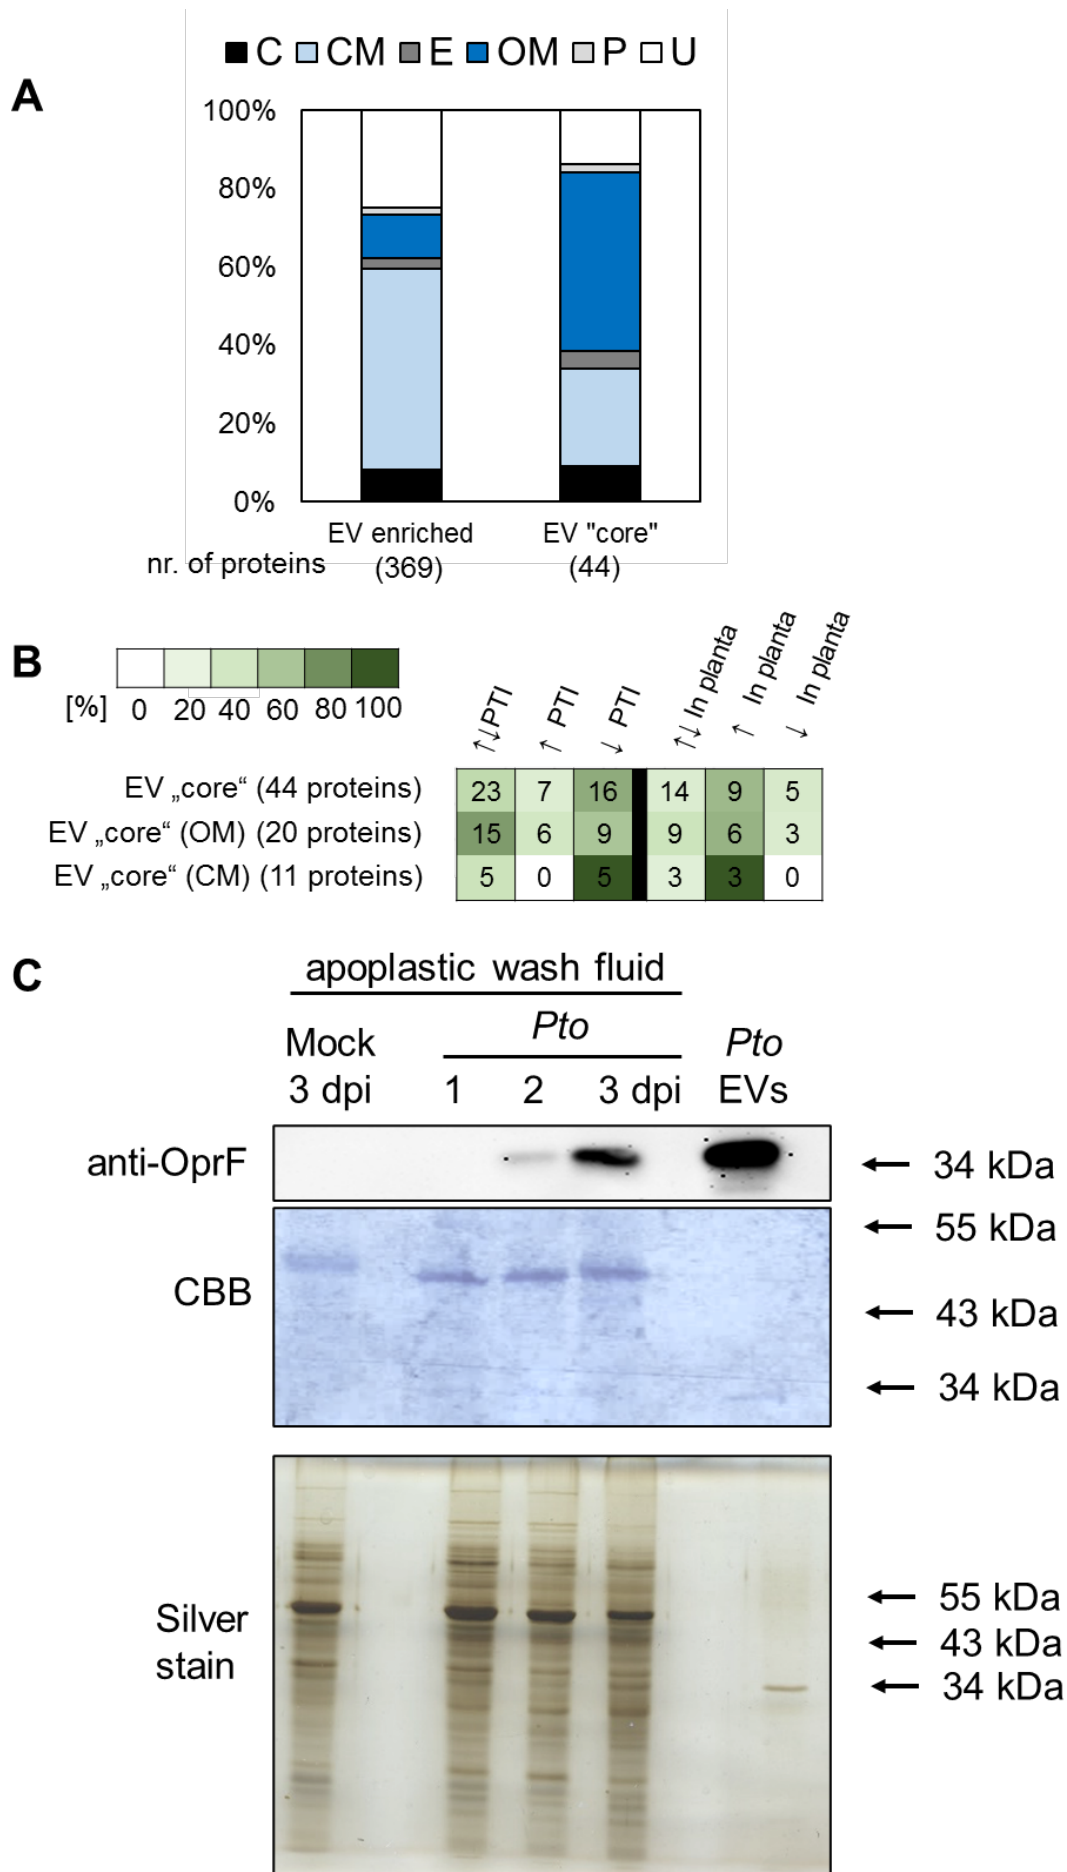 C CM E OM P U
A
100%
80%
60%
40%
20%
0%
EV enriched EV "core"
nr. of proteins (369) (44)
B
[%] 0 20 40 60 80 100
↑↓PTI ↑ PTI ↓ PTI ↑↓ In planta ↑ In planta ↓ In planta
EV „core“ (44 proteins) 23 7 16 14 9 5
EV „core“ (OM) (20 proteins) 15 6 9 9 6 3
EV „core“ (CM) (11 proteins) 5 0 5 3 3 0
C
apoplastic wash fluid
Pto
Mock Pto
3 dpi 1 2 3 dpi EVs
anti-OprF ← 34 kDa
← 55 kDa
CBB
← 43 kDa
← 34 kDa
← 55 kDa
Silver
← 43 kDa
stain
← 34 kDa